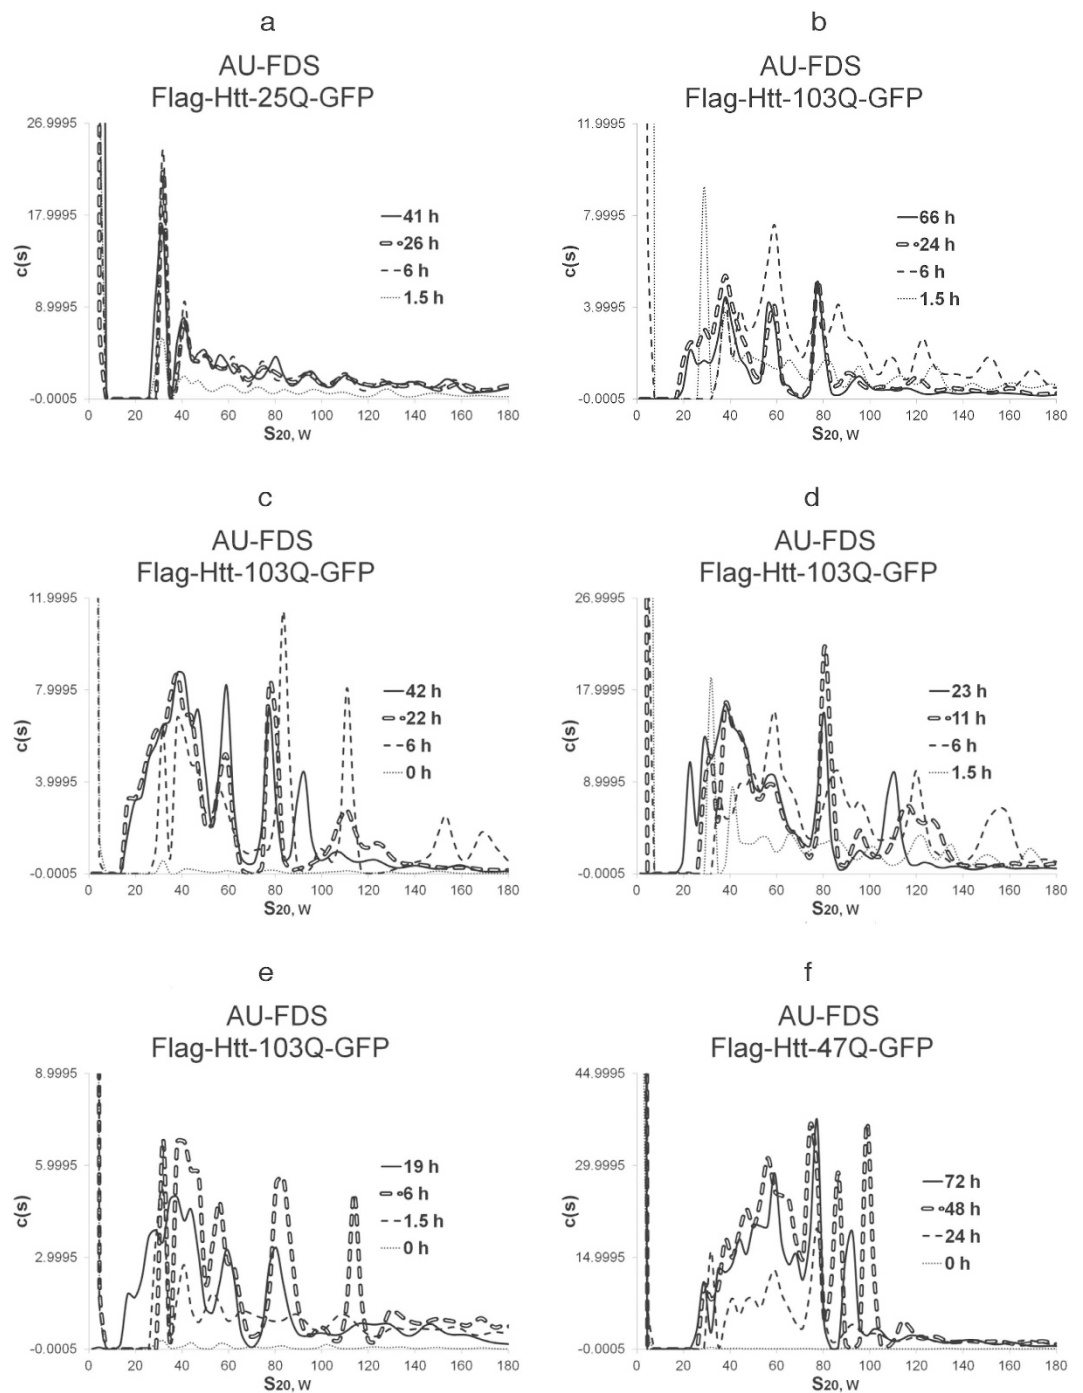 a
AU-FDS
Flag-Htt-25Q-GFP
26.9995
17.9995
8.9995
-0.0005
c(s)
41 h
26 h
6 h
1.5 h
0 20 40 60 80 100 120 140 160 180
S20, W
b
AU-FDS
Flag-Htt-103Q-GFP
11.9995
7.9995
3.9995
-0.0005
c(s)
66 h
24 h
6 h
1.5 h
0 20 40 60 80 100 120 140 160 180
S20, W
c
AU-FDS
Flag-Htt-103Q-GFP
11.9995
7.9995
3.9995
-0.0005
c(s)
42 h
22 h
6 h
0 h
0 20 40 60 80 100 120 140 160 180
S20, W
d
AU-FDS
Flag-Htt-103Q-GFP
26.9995
17.9995
8.9995
-0.0005
c(s)
23 h
11 h
6 h
1.5 h
0 20 40 60 80 100 120 140 160 180
S20, W
e
AU-FDS
Flag-Htt-103Q-GFP
8.9995
5.9995
2.9995
-0.0005
c(s)
19 h
6 h
1.5 h
0 h
0 20 40 60 80 100 120 140 160 180
S20, W
f
AU-FDS
Flag-Htt-47Q-GFP
44.9995
29.9995
14.9995
-0.0005
c(s)
72 h
48 h
24 h
0 h
0 20 40 60 80 100 120 140 160 180
S20, W